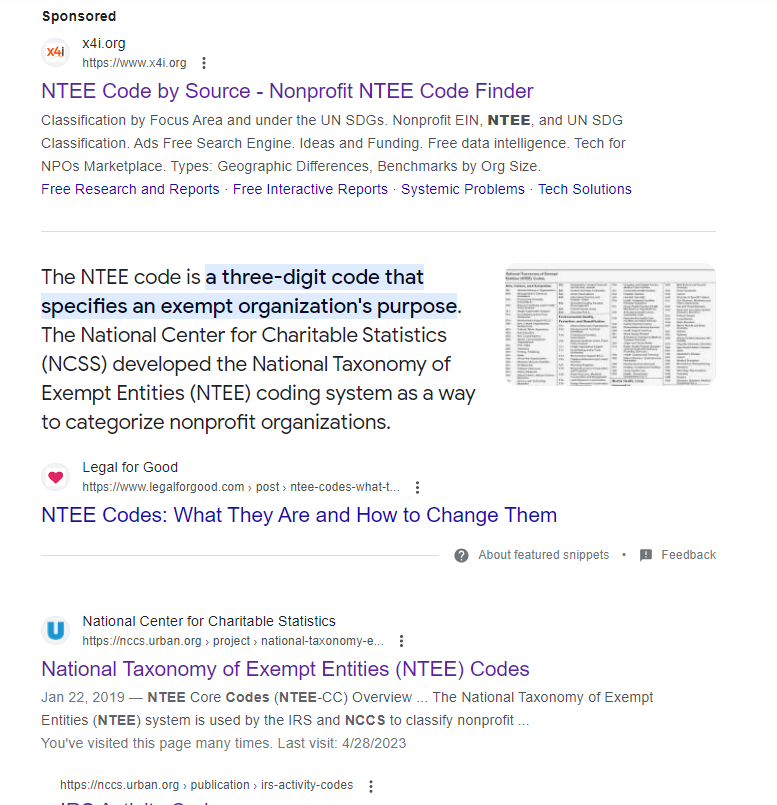 Sponsored
x4i
x4i.org
https://www.x4i.org
NTEE Code by Source - Nonprofit NTEE Code Finder
Classification by Focus Area and under the UN SDGs. Nonprofit EIN, NTEE, and UN SDG
Classification. Ads Free Search Engine. Ideas and Funding. Free data intelligence. Tech for
NPOs Marketplace. Types: Geographic Differences, Benchmarks by Org Size.
Free Research and Reports · Free Interactive Reports · Systemic Problems · Tech Solutions
The NTEE code is a three-digit code that
specifies an exempt organization's purpose.
The National Center for Charitable Statistics
(NCSS) developed the National Taxonomy of
Exempt Entities (NTEE) coding system as a way
to categorize nonprofit organizations.
Legal for Good
https://www.legalforgood.com › post › ntee-codes-what-t...
NTEE Codes: What They Are and How to Change Them
About featured snippets • Feedback
U
National Center for Charitable Statistics
https://nccs.urban.org › project › national-taxonomy-e...
National Taxonomy of Exempt Entities (NTEE) Codes
Jan 22, 2019 — NTEE Core Codes (NTEE-CC) Overview ... The National Taxonomy of Exempt
Entities (NTEE) system is used by the IRS and NCCS to classify nonprofit ...
You've visited this page many times. Last visit: 4/28/2023
https://nccs.urban.org › publication › irs-activity-codes